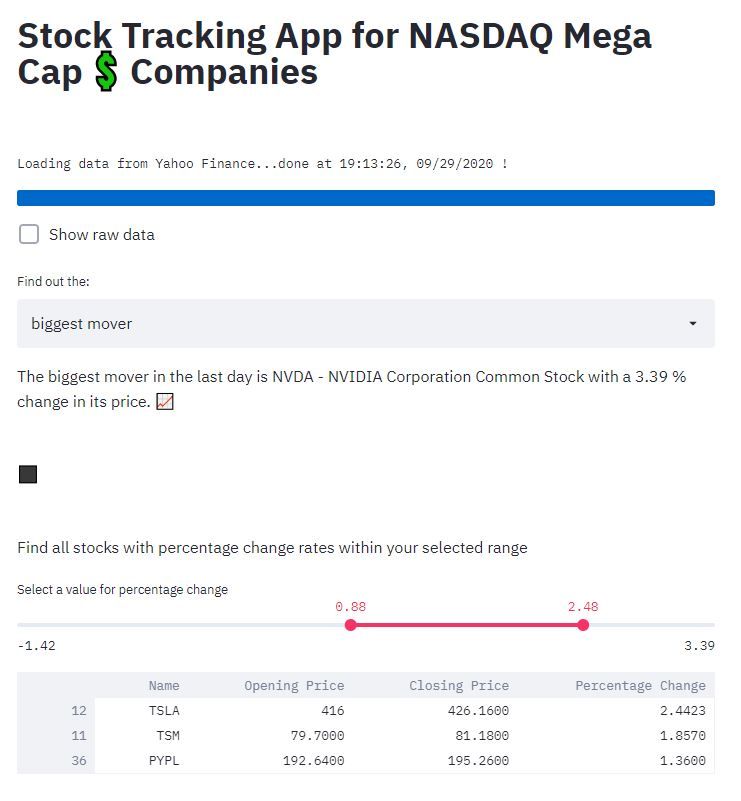 Stock Tracking App for NASDAQ Mega
Cap 💲 Companies
Loading data from Yahoo Finance...done at 19:13:26, 09/29/2020 !
Show raw data
Find out the:
biggest mover
The biggest mover in the last day is NVDA - NVIDIA Corporation Common Stock with a 3.39 %
change in its price. 📈
Find all stocks with percentage change rates within your selected range
Select a value for percentage change
0.88 2.48
-1.42 3.39
Name Opening Price Closing Price Percentage Change
12 TSLA 416 426.1600 2.4423
11 TSM 79.7000 81.1800 1.8570
36 PYPL 192.6400 195.2600 1.3600